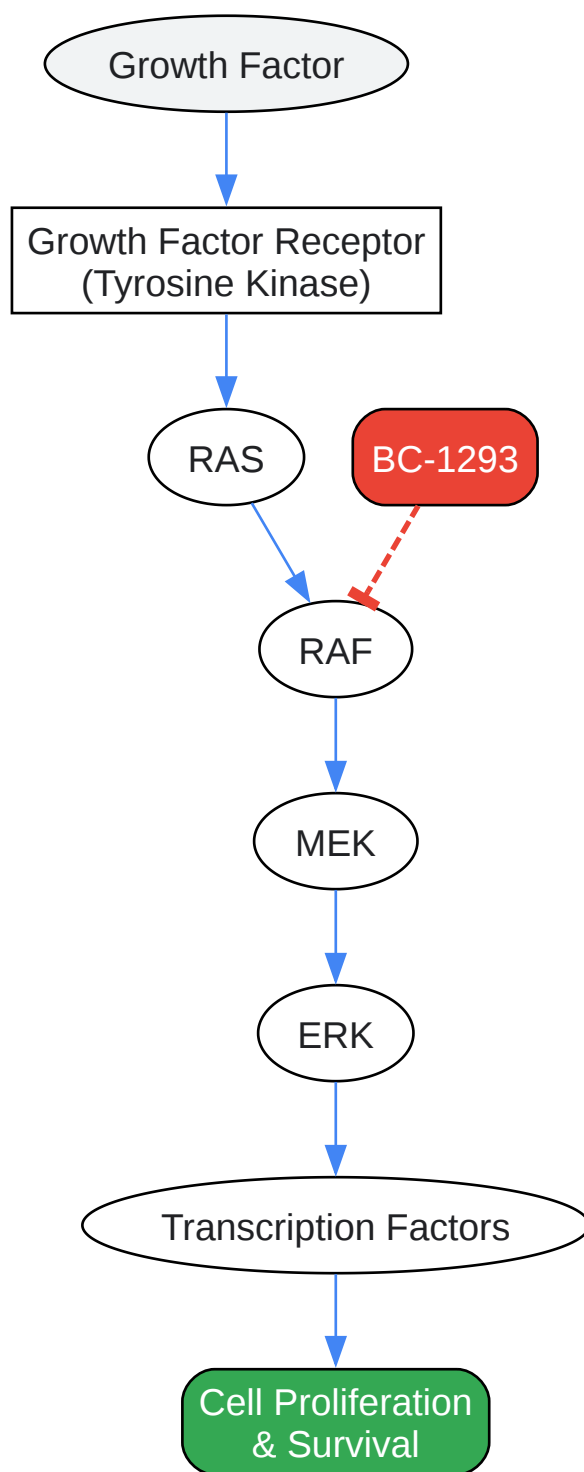 Growth Factor
Growth Factor Receptor
(Tyrosine Kinase)
RAS
BC-1293
RAF
MEK
ERK
Transcription Factors
Cell Proliferation
& Survival